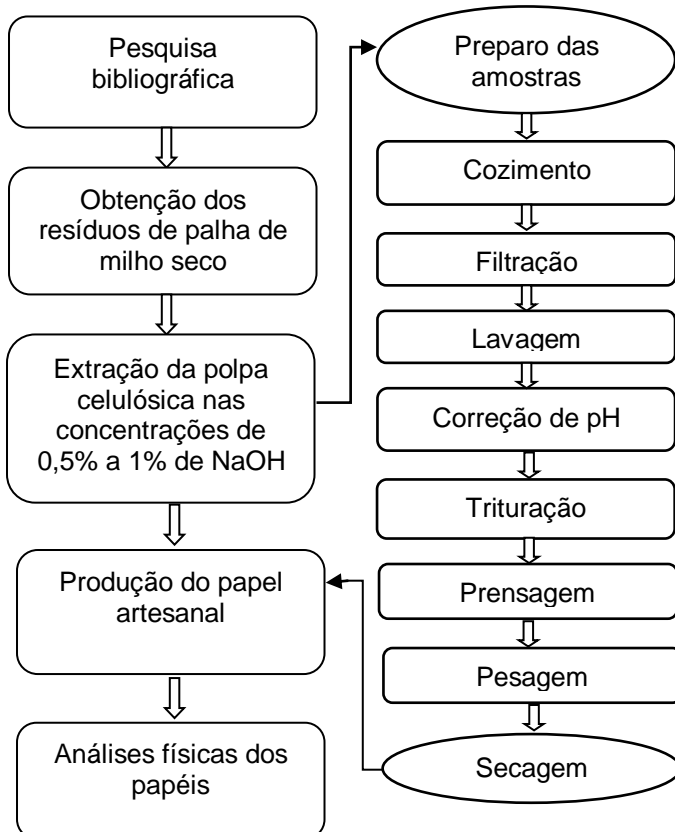 Pesquisa
bibliográfica
Obtenção dos
resíduos de palha de
milho seco
Extração da polpa
celulósica nas
concentrações de
0,5% a 1% de NaOH
Produção do papel
artesanal
Análises físicas dos
papéis
Preparo das
amostras
Cozimento
Filtração
Lavagem
Correção de pH
Trituração
Prensagem
Pesagem
Secagem